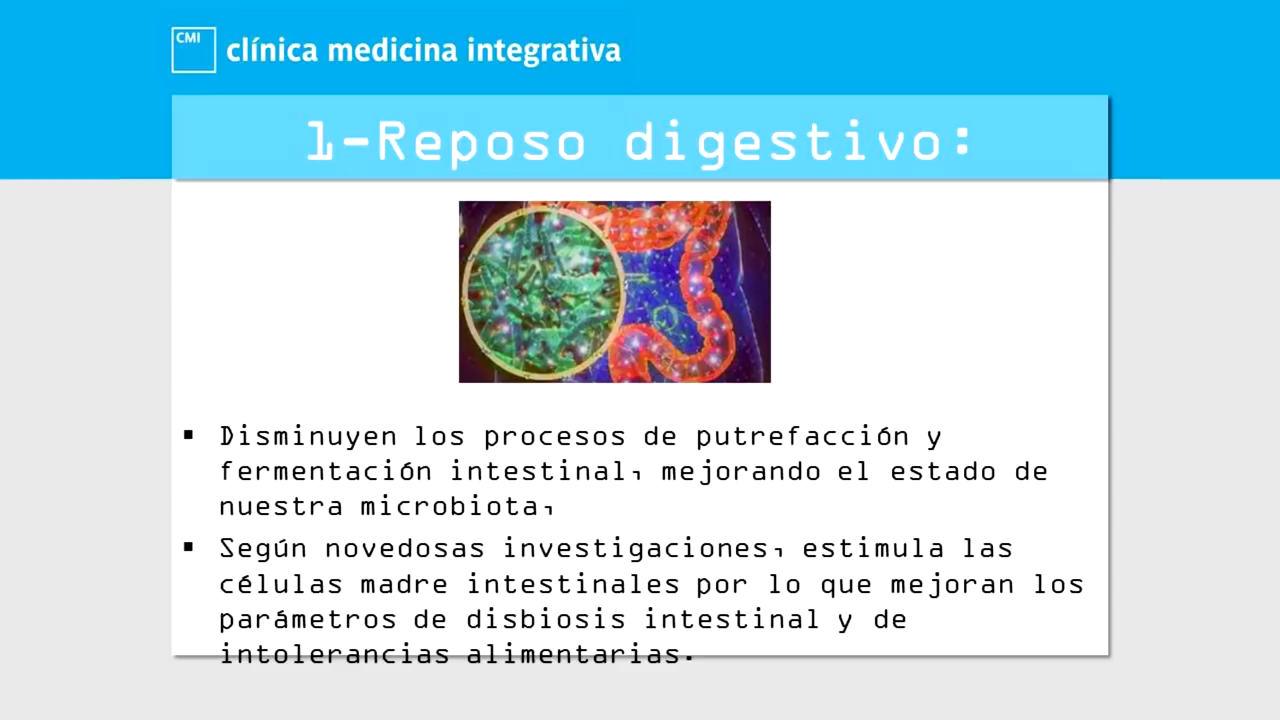 CMI
clínica medicina integrativa
1-Reposo digestivo:
▪ Disminuyen los procesos de putrefacción y
fermentación intestinal, mejorando el estado de
nuestra microbiota,
▪ Según novedosas investigaciones, estimula las
células madre intestinales por lo que mejoran los
parámetros de disbiosis intestinal y de
intolerancias alimentarias.